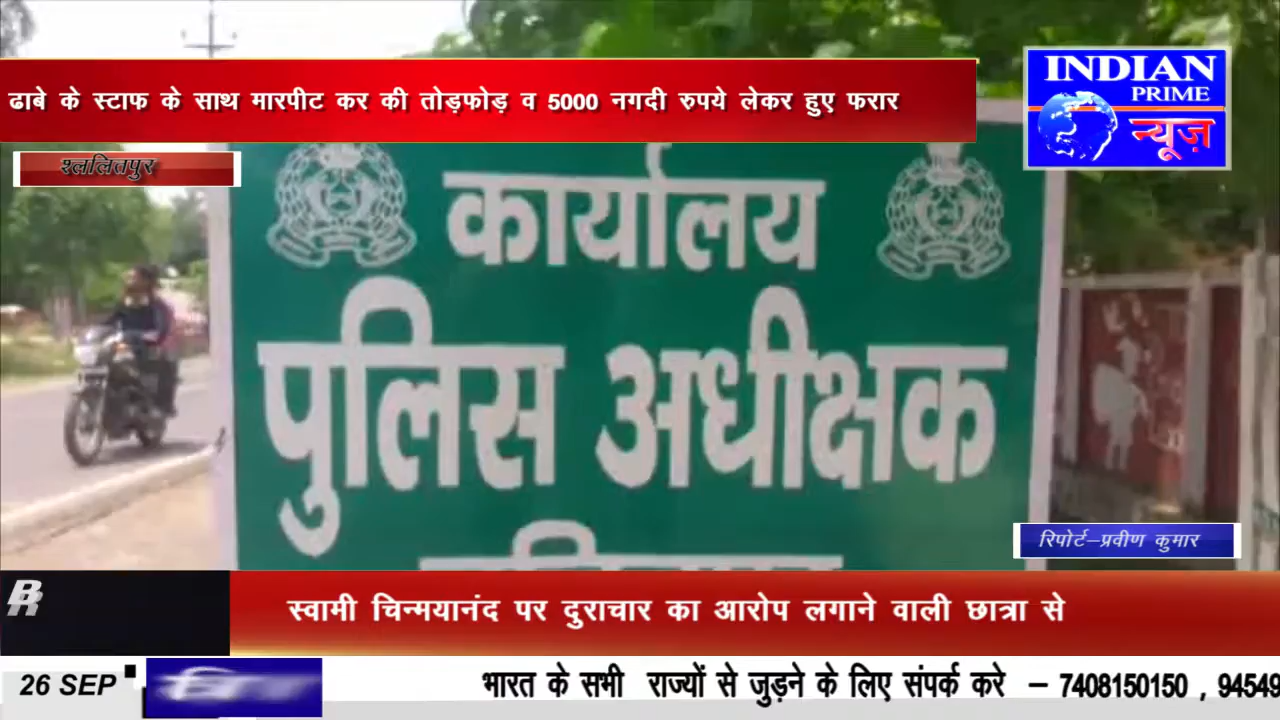 ढाबे के स्टाफ के साथ मारपीट कर की तोड़फोड़ व 5000 नगदी रुपये लेकर हुए फरार
INDIAN
PRIME
न्यूज़
श्ललितपुर
कार्यालय
पुलिस अधीक्षक
रिपोर्ट–प्रवीण कुमार
स्वामी चिन्मयानंद पर दुराचार का आरोप लगाने वाली छात्रा से
26 SEP
भारत के सभी राज्यों से जुड़ने के लिए संपर्क करे – 7408150150 , 94549